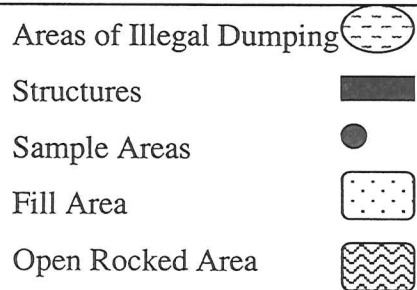 Areas of Illegal Dumping
Structures
Sample Areas
Fill Area
Open Rocked Area